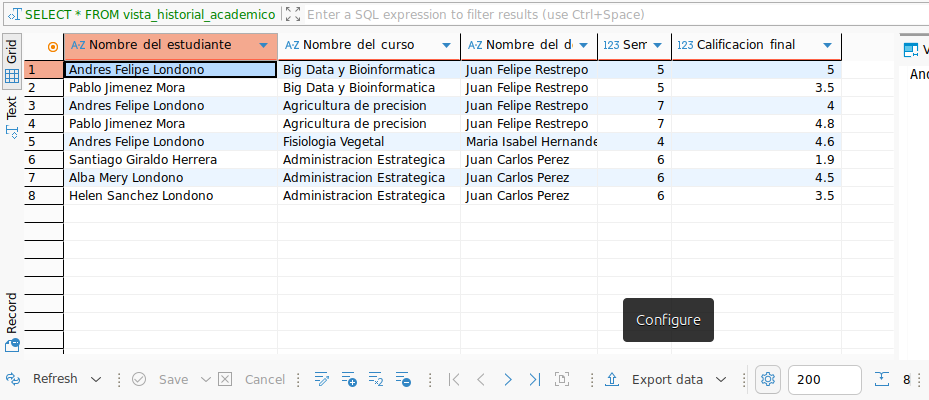 SELECT * FROM vista_historial_academico Enter a SQL expression to filter results (use Ctrl+Space)
Grid
Text
Record
A-Z Nombre del estudiante A-Z Nombre del curso A-Z Nombre del d 123 Sem 123 Calificacion final
1 Andres Felipe Londono Big Data y Bioinformatica Juan Felipe Restrepo 5 5
2 Pablo Jimenez Mora Big Data y Bioinformatica Juan Felipe Restrepo 5 3.5
3 Andres Felipe Londono Agricultura de precision Juan Felipe Restrepo 7 4
4 Pablo Jimenez Mora Agricultura de precision Juan Felipe Restrepo 7 4.8
5 Andres Felipe Londono Fisiologia Vegetal Maria Isabel Hernande 4 4.6
6 Santiago Giraldo Herrera Administracion Estrategica Juan Carlos Perez 6 1.9
7 Alba Mery Londono Administracion Estrategica Juan Carlos Perez 6 4.5
8 Helen Sanchez Londono Administracion Estrategica Juan Carlos Perez 6 3.5
Configure
Refresh Save Cancel Export data 200 8